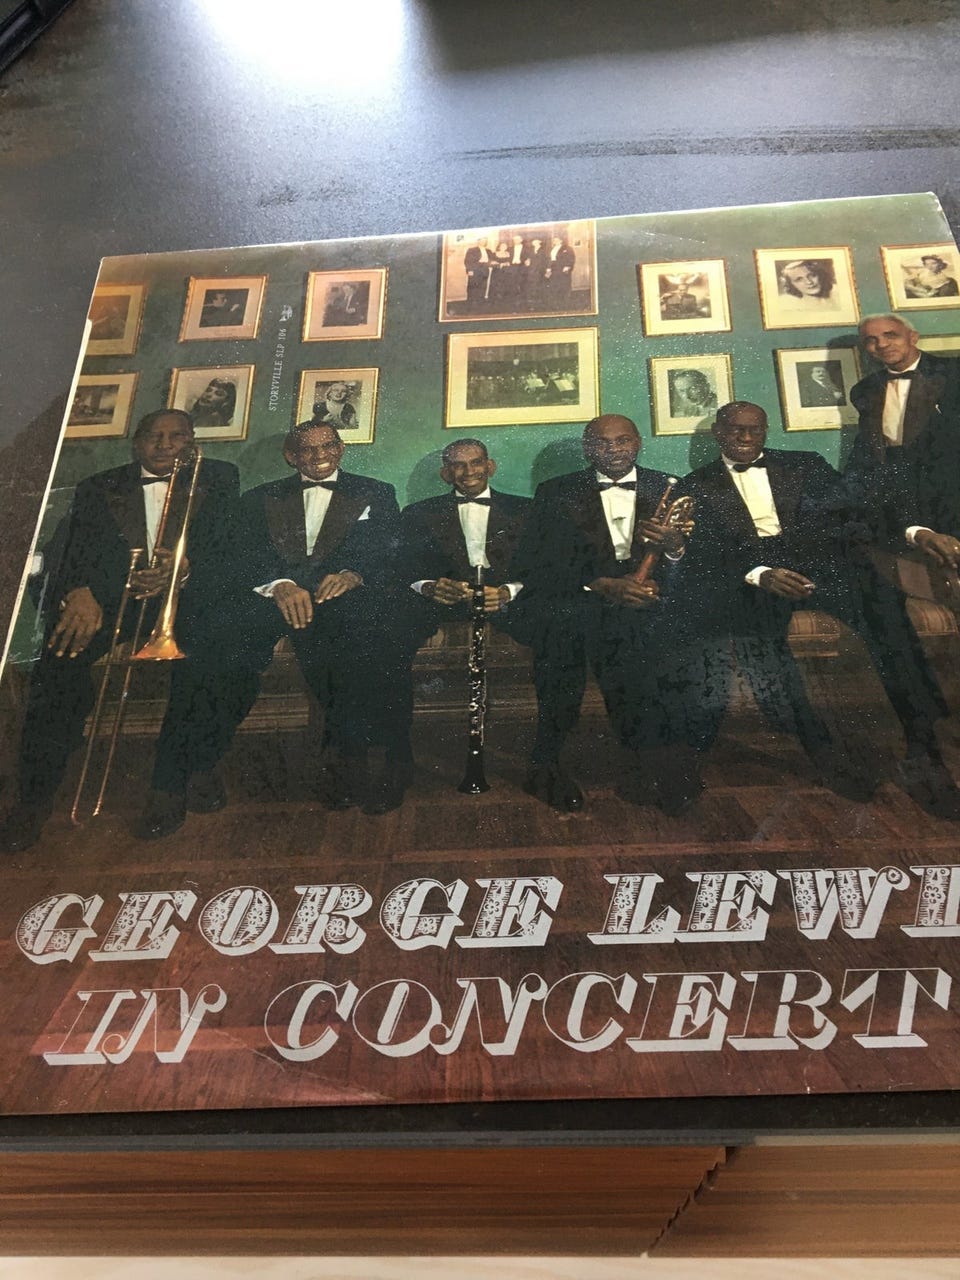 STORYVILLE SLP 106
GEORGE LEWI
IN CONCERT